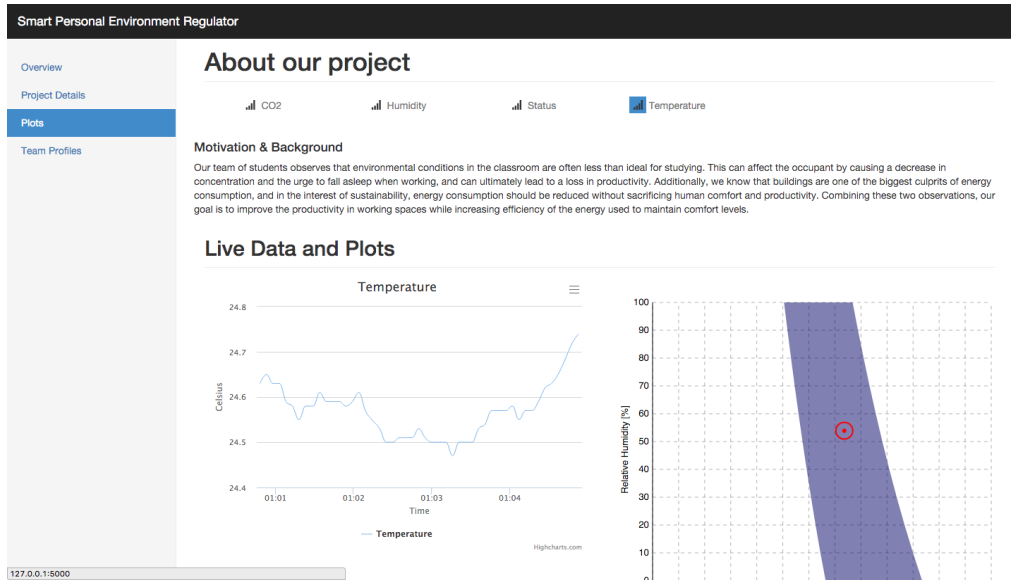 Smart Personal Environment Regulator
Overview
Project Details
Plots
Team Profiles
About our project
CO2 Humidity Status Temperature
Motivation & Background
Our team of students observes that environmental conditions in the classroom are often less than ideal for studying. This can affect the occupant by causing a decrease in
concentration and the urge to fall asleep when working, and can ultimately lead to a loss in productivity. Additionally, we know that buildings are one of the biggest culprits of energy
consumption, and in the interest of sustainability, energy consumption should be reduced without sacrificing human comfort and productivity. Combining these two observations, our
goal is to improve the productivity in working spaces while increasing efficiency of the energy used to maintain comfort levels.
Live Data and Plots
Temperature
24.8
24.7
24.6
24.5
24.4
Celsius
01:01 01:02 01:03 01:04
Time
Temperature
Highcharts.com
100
90
80
70
60
50
40
30
20
10
0
Relative Humidity [%]
127.0.0.1:5000